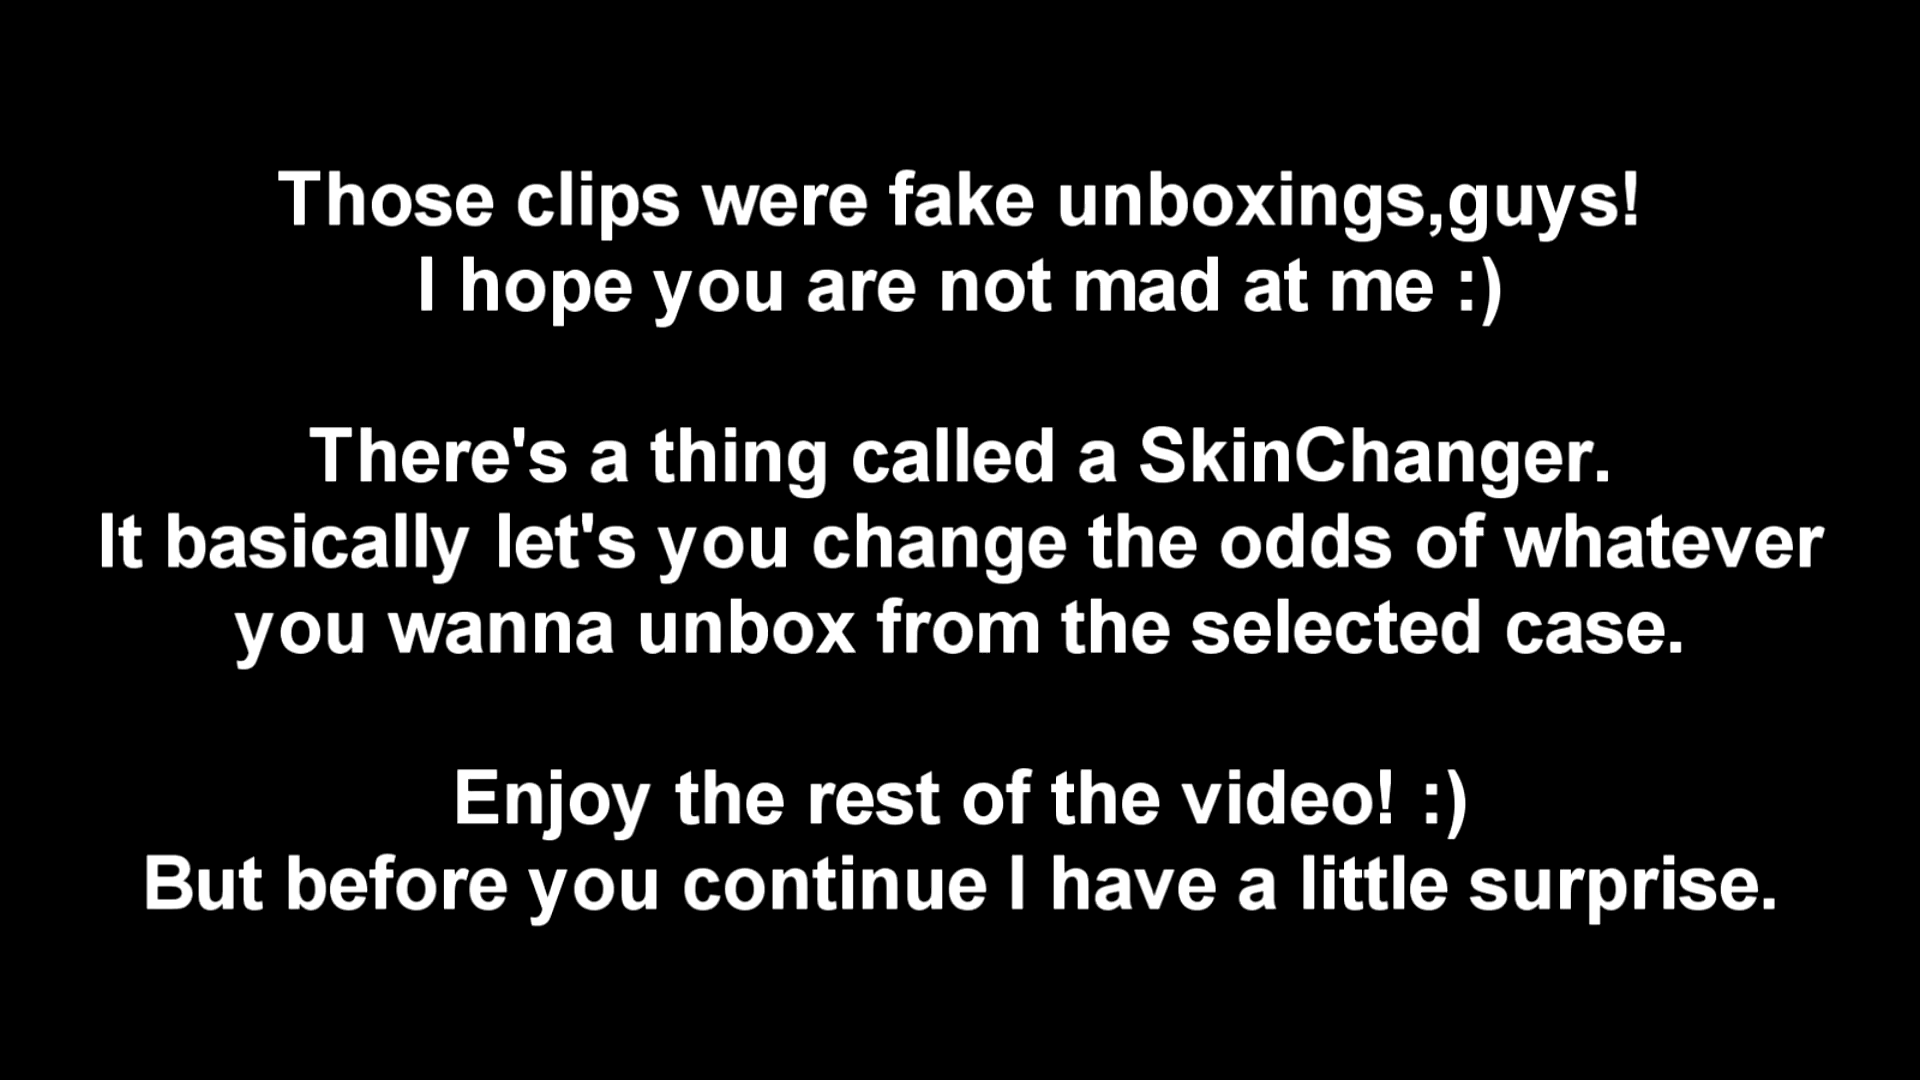 Those clips were fake unboxings,guys!
I hope you are not mad at me :)
There's a thing called a SkinChanger.
It basically let's you change the odds of whatever
you wanna unbox from the selected case.
Enjoy the rest of the video! :)
But before you continue I have a little surprise.